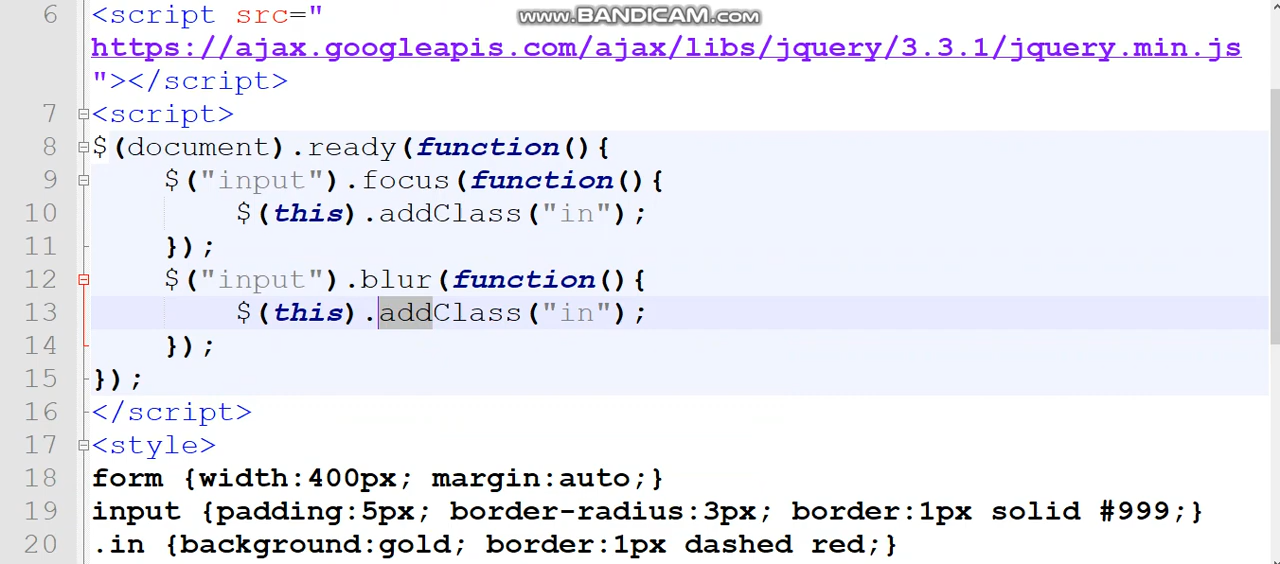 www.BANDICAM.com
6 <script src="
https://ajax.googleapis.com/ajax/libs/jquery/3.3.1/jquery.min.js
"></script>
7 <script>
8 $(document).ready(function(){
9 $("input").focus(function(){
10 $(this).addClass("in");
11 });
12 $("input").blur(function(){
13 $(this).addClass("in");
14 });
15 });
16 </script>
17 <style>
18 form {width:400px; margin:auto;}
19 input {padding:5px; border-radius:3px; border:1px solid #999;}
20 .in {background:gold; border:1px dashed red;}